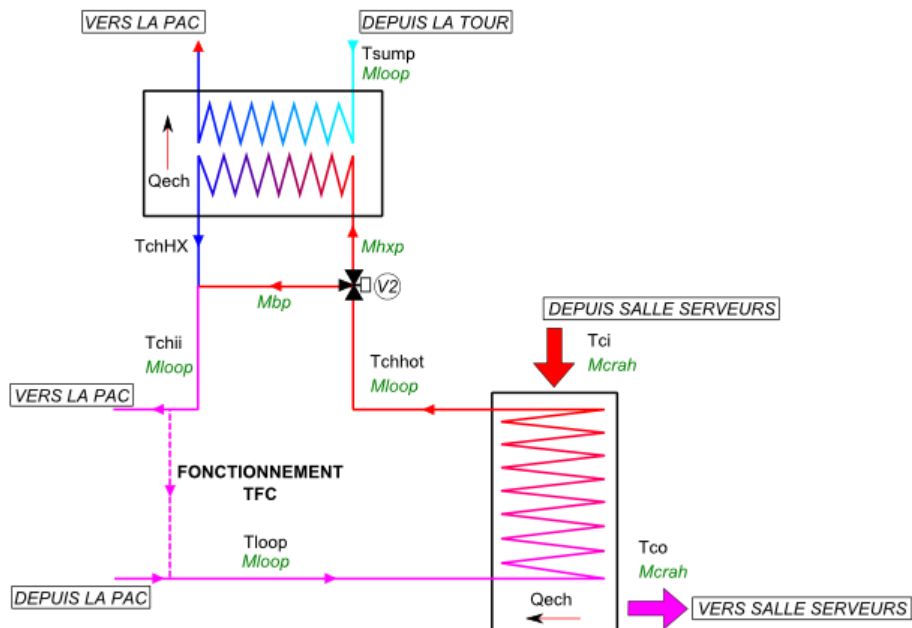 VERS LA PAC
DEPUIS LA TOUR
Tsump
Mloop
Qech
TchHX
Mhxp
Mbp
V2
DEPUIS SALLE SERVEURS
Tchii
Mloop
Tchhot
Mloop
Tci
Mcrah
VERS LA PAC
FONCTIONNEMENT
TFC
Tloop
Mloop
Tco
Mcrah
DEPUIS LA PAC
Qech
VERS SALLE SERVEURS